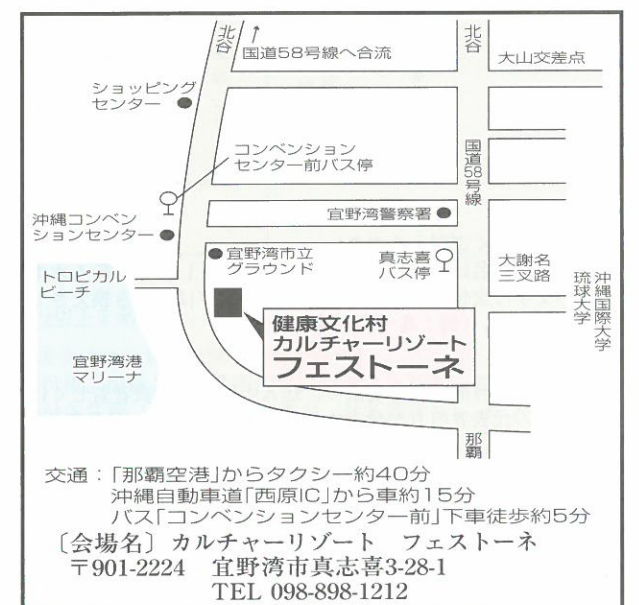 北谷
↑
国道58号線へ合流
北谷
大山交差点
ショッピング
センター
コンベンション
センター前バス停
国道58号線
宜野湾警察署
沖縄コンベン
ションセンター
宜野湾市立
グラウンド
真志喜
バス停
大謝名
三叉路
沖縄国際大学
琉球大学
トロピカル
ビーチ
健康文化村
カルチャーリゾート
フェストーネ
宜野湾港
マリーナ
那覇
交通：「那覇空港」からタクシー約40分
沖縄自動車道「西原IC」から車約15分
バス「コンベンションセンター前」下車徒歩約5分
〔会場名〕カルチャーリゾート　フェストーネ
〒901-2224　宜野湾市真志喜3-28-1
TEL 098-898-1212